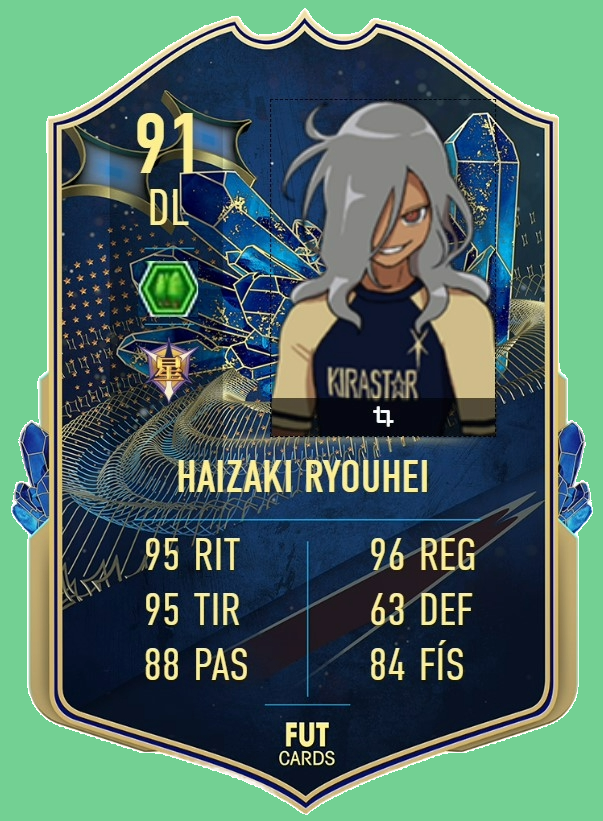 91
DL
星
KIRASTAR
HAIZAKI RYOUHEI
95 RIT
95 TIR
88 PAS
96 REG
63 DEF
84 FÍS
FUT
CARDS